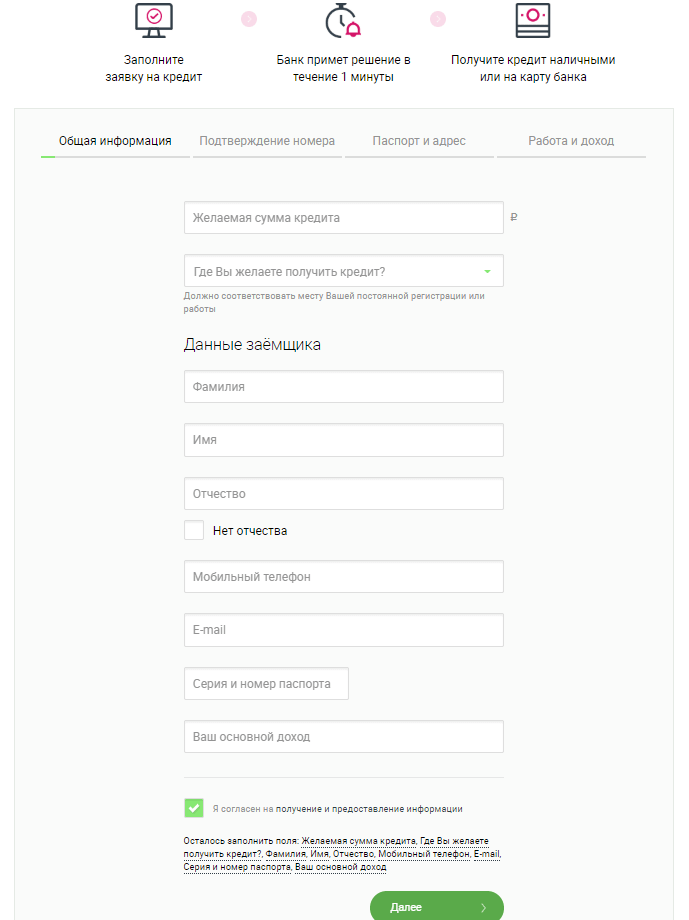 Заполните
заявку на кредит
Банк примет решение в
течение 1 минуты
Получите кредит наличными
или на карту банка
Общая информация
Подтверждение номера
Паспорт и адрес
Работа и доход
Желаемая сумма кредита
₽
Где Вы желаете получить кредит?
Должно соответствовать месту Вашей постоянной регистрации или
работы
Данные заёмщика
Фамилия
Имя
Отчество
Нет отчества
Мобильный телефон
E-mail
Серия и номер паспорта
Ваш основной доход
Я согласен на получение и предоставление информации
Осталось заполнить поля: Желаемая сумма кредита, Где Вы желаете
получить кредит?, Фамилия, Имя, Отчество, Мобильный телефон, E-mail,
Серия и номер паспорта, Ваш основной доход
Далее